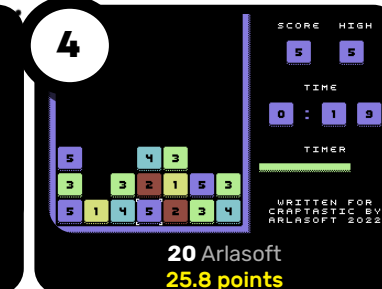 4
SCORE HIGH
5 5
TIME
0 : 1 9
TIMER
5 4 3
3 3 2 1 5 3
5 1 4 5 2 3 4
WRITTEN FOR
CRAFTASTIC BY
ARLASOFT 2022
20 Arlasoft
25.8 points